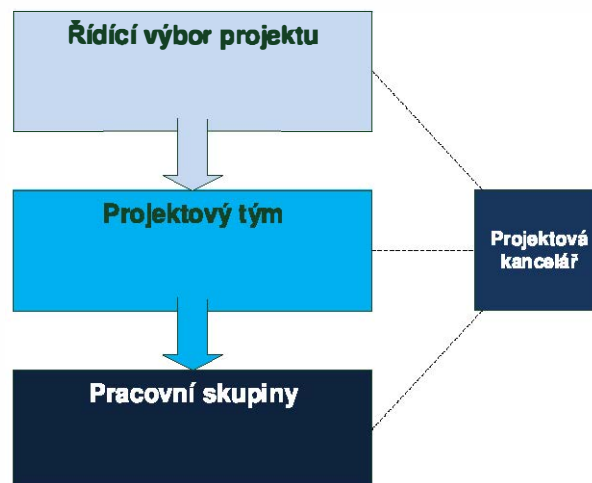 Řídící výbor projektu
Projektový tým
Projektová
kancelář
Pracovní skupiny